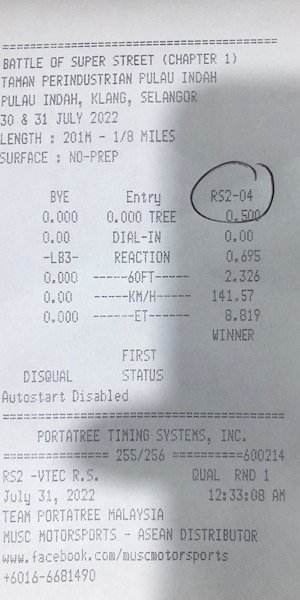 ==============================
BATTLE OF SUPER STREET (CHAPTER 1)
TAMAN PERINDUSTRIAN PULAU INDAH
PULAU INDAH, KLANG, SELANGOR
30 & 31 JULY 2022
LENGTH : 201M - 1/8 MILES
SURFACE : NO-PREP
BYE Entry RS2-04
0.000 0.000 TREE 0.500
0.00 DIAL-IN 0.00
-LB3- REACTION 0.695
0.000 ------60FT------ 2.326
0.00 ------KM/H----- 141.57
0.000 ------ET------ 8.819
WINNER
FIRST
DISQUAL STATUS
Autostart Disabled
==============================
PORTATREE TIMING SYSTEMS, INC.
=============== 255/256 ==========600214
RS2 -VTEC R.S. QUAL RND 1
July 31, 2022 12:33:08 AM
TEAM PORTATREE MALAYSIA
MUSC MOTORSPORTS - ASEAN DISTRIBUTOR
www.facebook.com/muscmotorsports
+6016-6681490